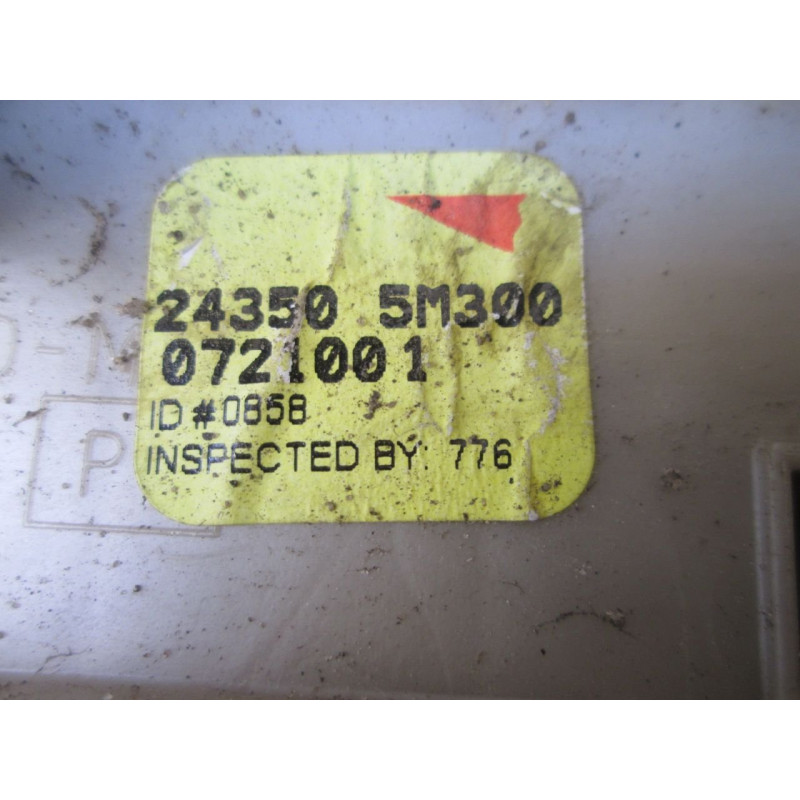 24350 5M300
0721001
ID #0858
INSPECTED BY: 776
P